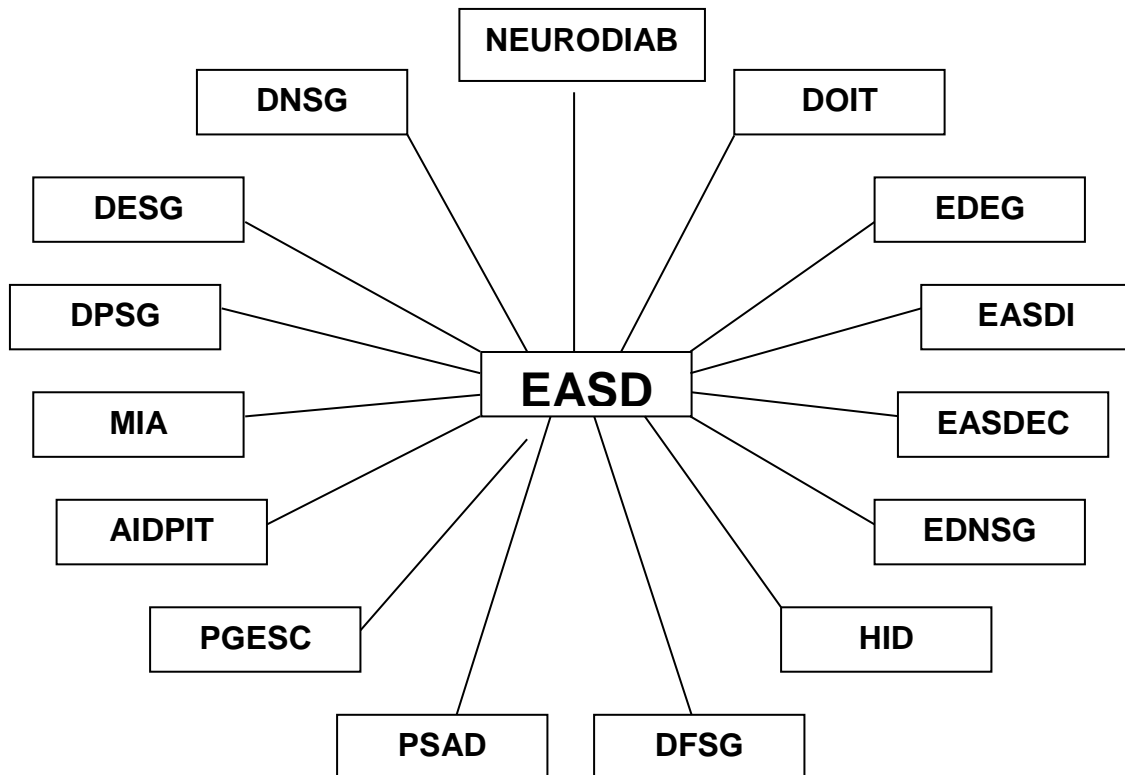 NEURODIAB
DNSG
DOIT
DESG
EDEG
DPSG
EASDI
EASD
MIA
EASDEC
AIDPIT
EDNSG
PGESC
HID
PSAD
DFSG